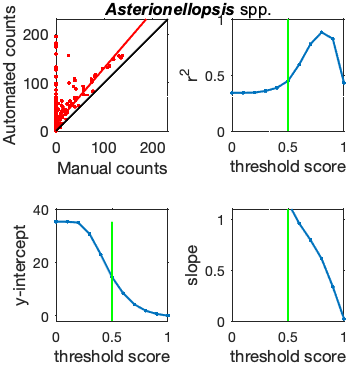 Asterionellopsis spp.
Automated counts
200
100
0
0
100
200
Manual counts
r²
1
0.5
0
0
0.5
1
threshold score
y-intercept
40
20
0
0
0.5
1
threshold score
slope
1
0.5
0
0
0.5
1
threshold score